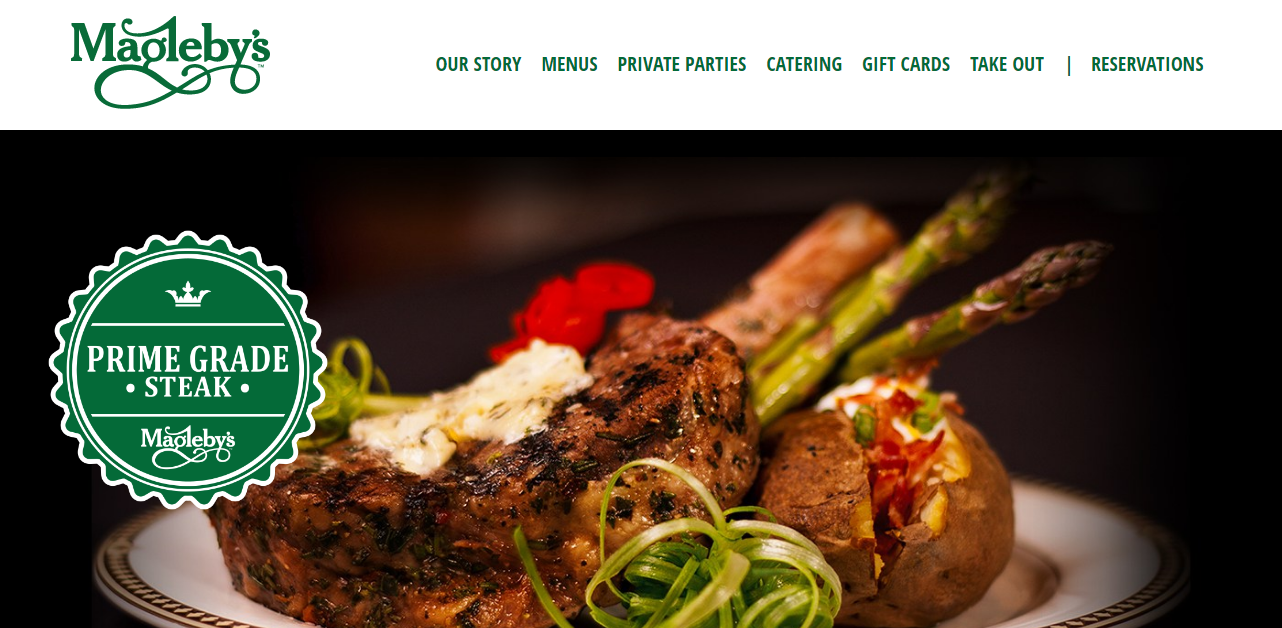 Magleby's™
OUR STORY MENUS PRIVATE PARTIES CATERING GIFT CARDS TAKE OUT | RESERVATIONS
PRIME GRADE
• STEAK •
Magleby's